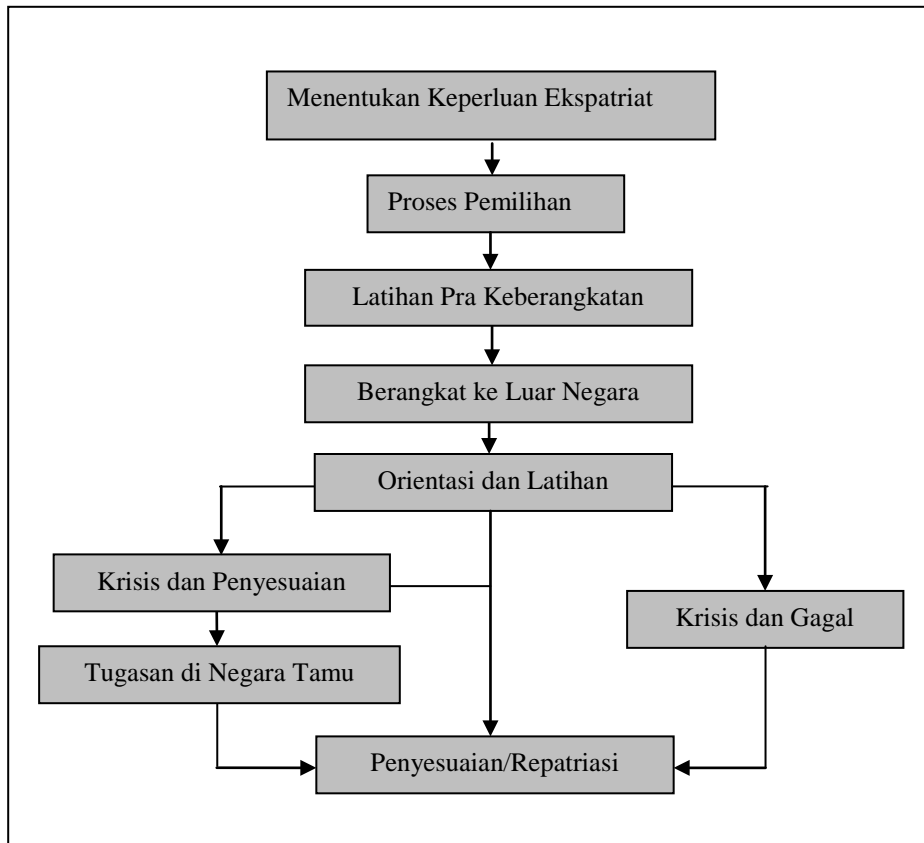 Menentukan Keperluan Ekspatriat
Proses Pemilihan
Latihan Pra Keberangkatan
Berangkat ke Luar Negara
Orientasi dan Latihan
Krisis dan Penyesuaian
Krisis dan Gagal
Tugasan di Negara Tamu
Penyesuaian/Repatriasi